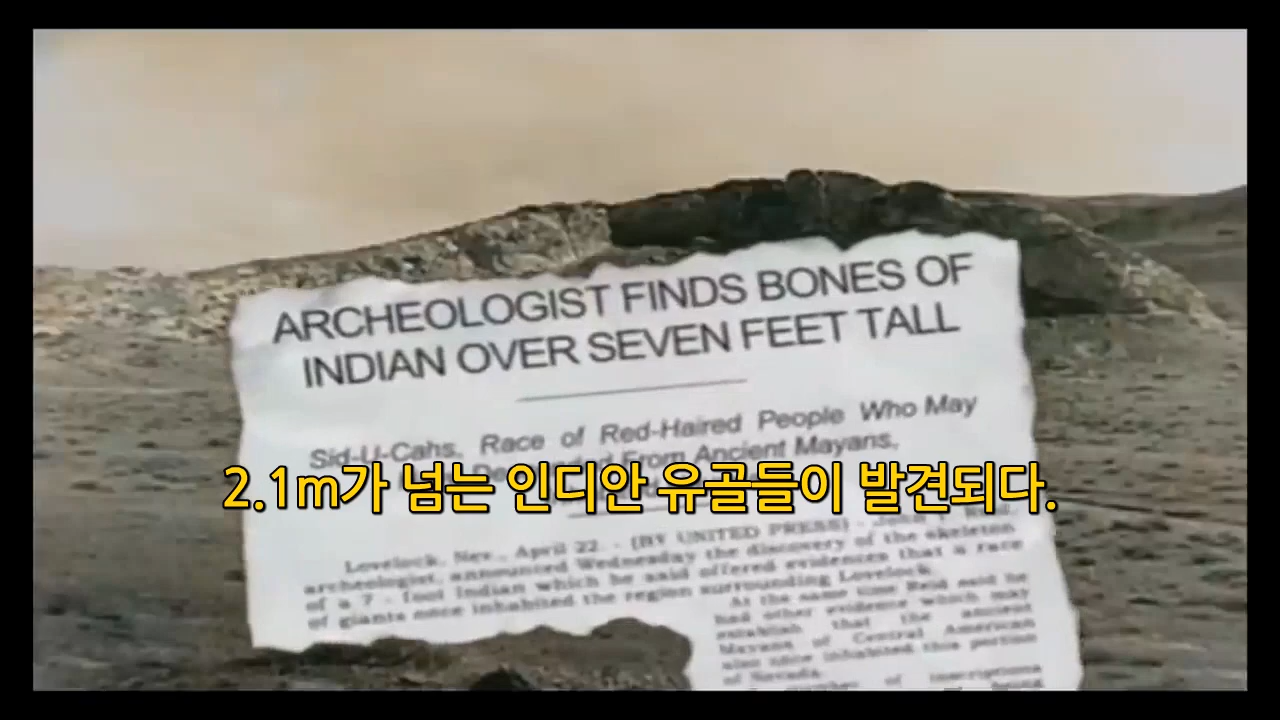 ARCHEOLOGIST FINDS BONES OF
INDIAN OVER SEVEN FEET TALL
Sid-U-Cahs, Race of Red-Haired People Who May
From Ancient Mayans,
2.1m가 넘는 인디안 유골들이 발견되다.
(BY UNITED PRESS) - John T.
Lovelock, Nev., April 22. -
archeologist, announced Wednesday the discovery of the skeleton
of a 7 - foot Indian which he said offered evidences that a race
of giants once inhabited the region surrounding Lovelock.
At the same time Reid said he
had other evidence which may
establish that the ancient
Mayans of Central American
also once inhabited this portion
of Nevada.
number of inscriptions